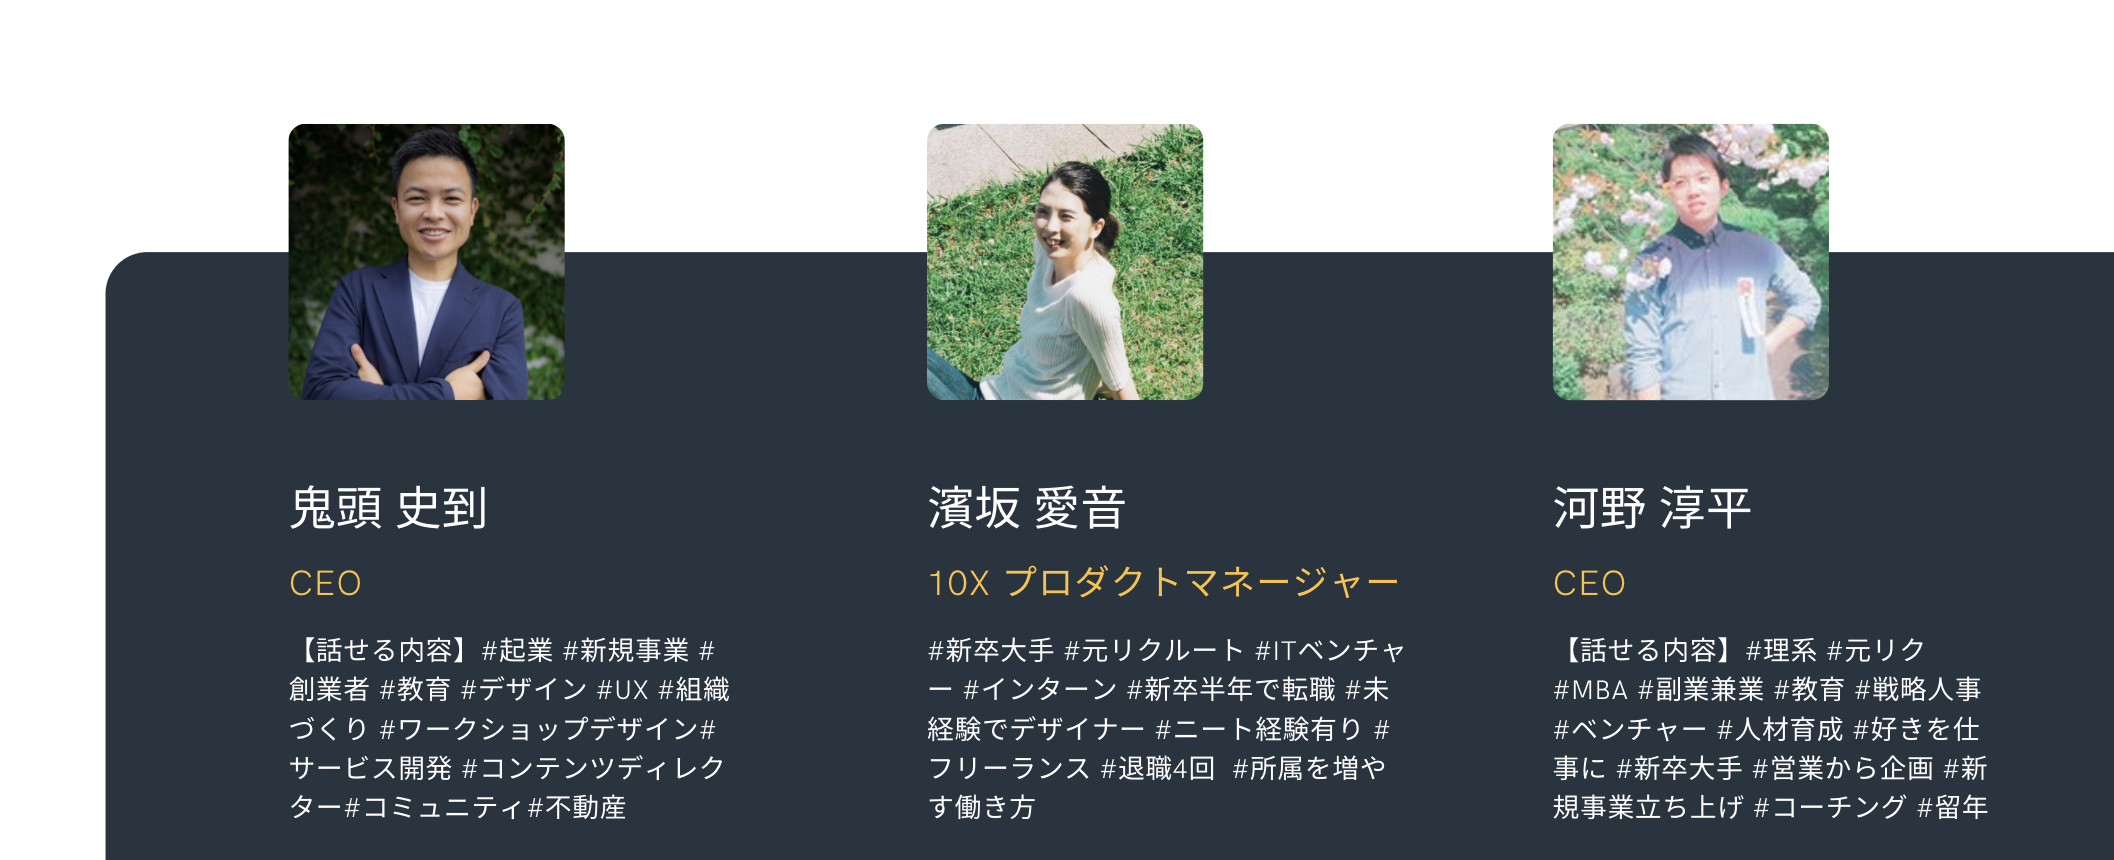 鬼頭 史到
CEO
【話せる内容】#起業 #新規事業 #
創業者 #教育 #デザイン #UX #組織
づくり #ワークショップデザイン#
サービス開発 #コンテンツディレク
ター#コミュニティ#不動産
濱坂 愛音
10X プロダクトマネージャー
#新卒大手 #元リクルート #ITベンチャ
ー #インターン #新卒半年で転職 #未
経験でデザイナー #ニート経験有り #
フリーランス #退職4回 #所属を増や
す働き方
河野 淳平
CEO
【話せる内容】#理系 #元リク
#MBA #副業兼業 #教育 #戦略人事
#ベンチャー #人材育成 #好きを仕
事に #新卒大手 #営業から企画 #新
規事業立ち上げ #コーチング #留年